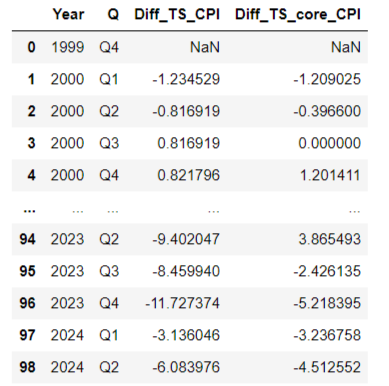 Year Q Diff_TS_CPI Diff_TS_core_CPI
0 1999 Q4 NaN NaN
1 2000 Q1 -1.234529 -1.209025
2 2000 Q2 -0.816919 -0.396600
3 2000 Q3 0.816919 0.000000
4 2000 Q4 0.821796 1.201411
... ... ... ... ...
94 2023 Q2 -9.402047 3.865493
95 2023 Q3 -8.459940 -2.426135
96 2023 Q4 -11.727374 -5.218395
97 2024 Q1 -3.136046 -3.236758
98 2024 Q2 -6.083976 -4.512552